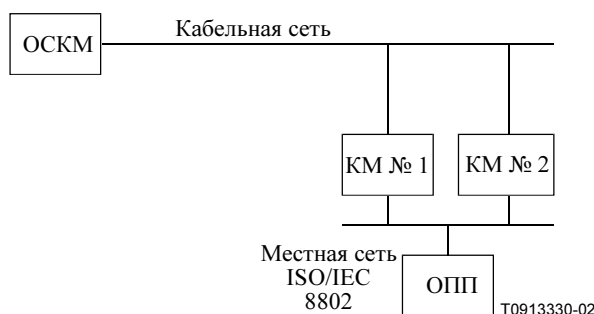 Кабельная сеть
ОСКМ
КМ № 1
КМ № 2
Местная сеть
ISO/IEC
8802
ОПП
T0913330-02